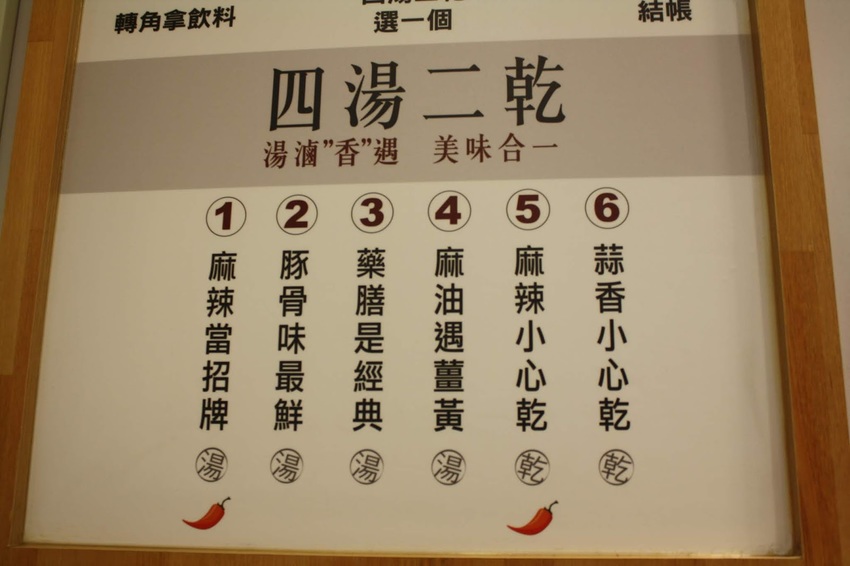 轉角拿飲料
選一個
結帳
四湯二乾
湯滷”香”遇 美味合一
1 麻辣當招牌 湯
2 豚骨味最鮮 湯
3 藥膳是經典 湯
4 麻油遇薑黃 湯
5 麻辣小心乾 乾
6 蒜香小心乾 乾